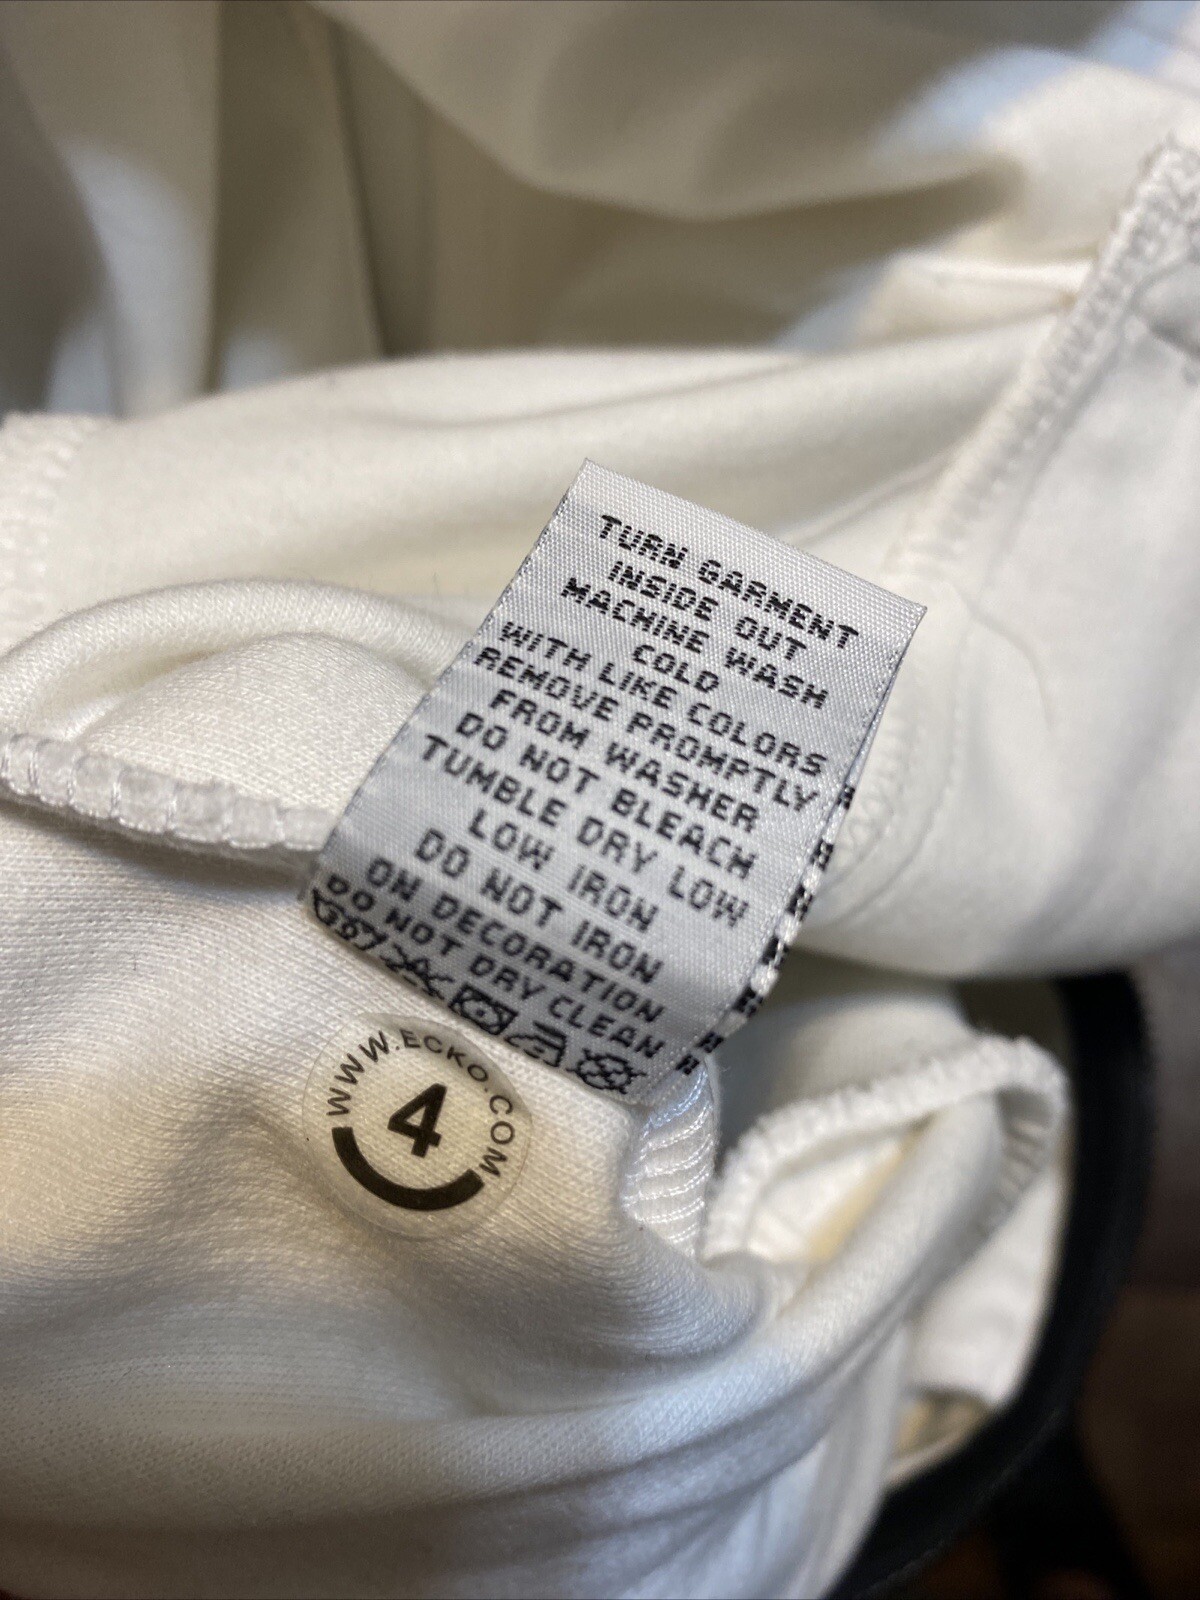 TURN GARMENT
INSIDE OUT
MACHINE WASH
COLD
WITH LIKE COLORS
REMOVE PROMPTLY
FROM WASHER
DO NOT BLEACH
TUMBLE DRY LOW
LOW IRON
DO NOT IRON
ON DECORATION
DO NOT DRY CLEAN
WWW.ECKO.COM
4